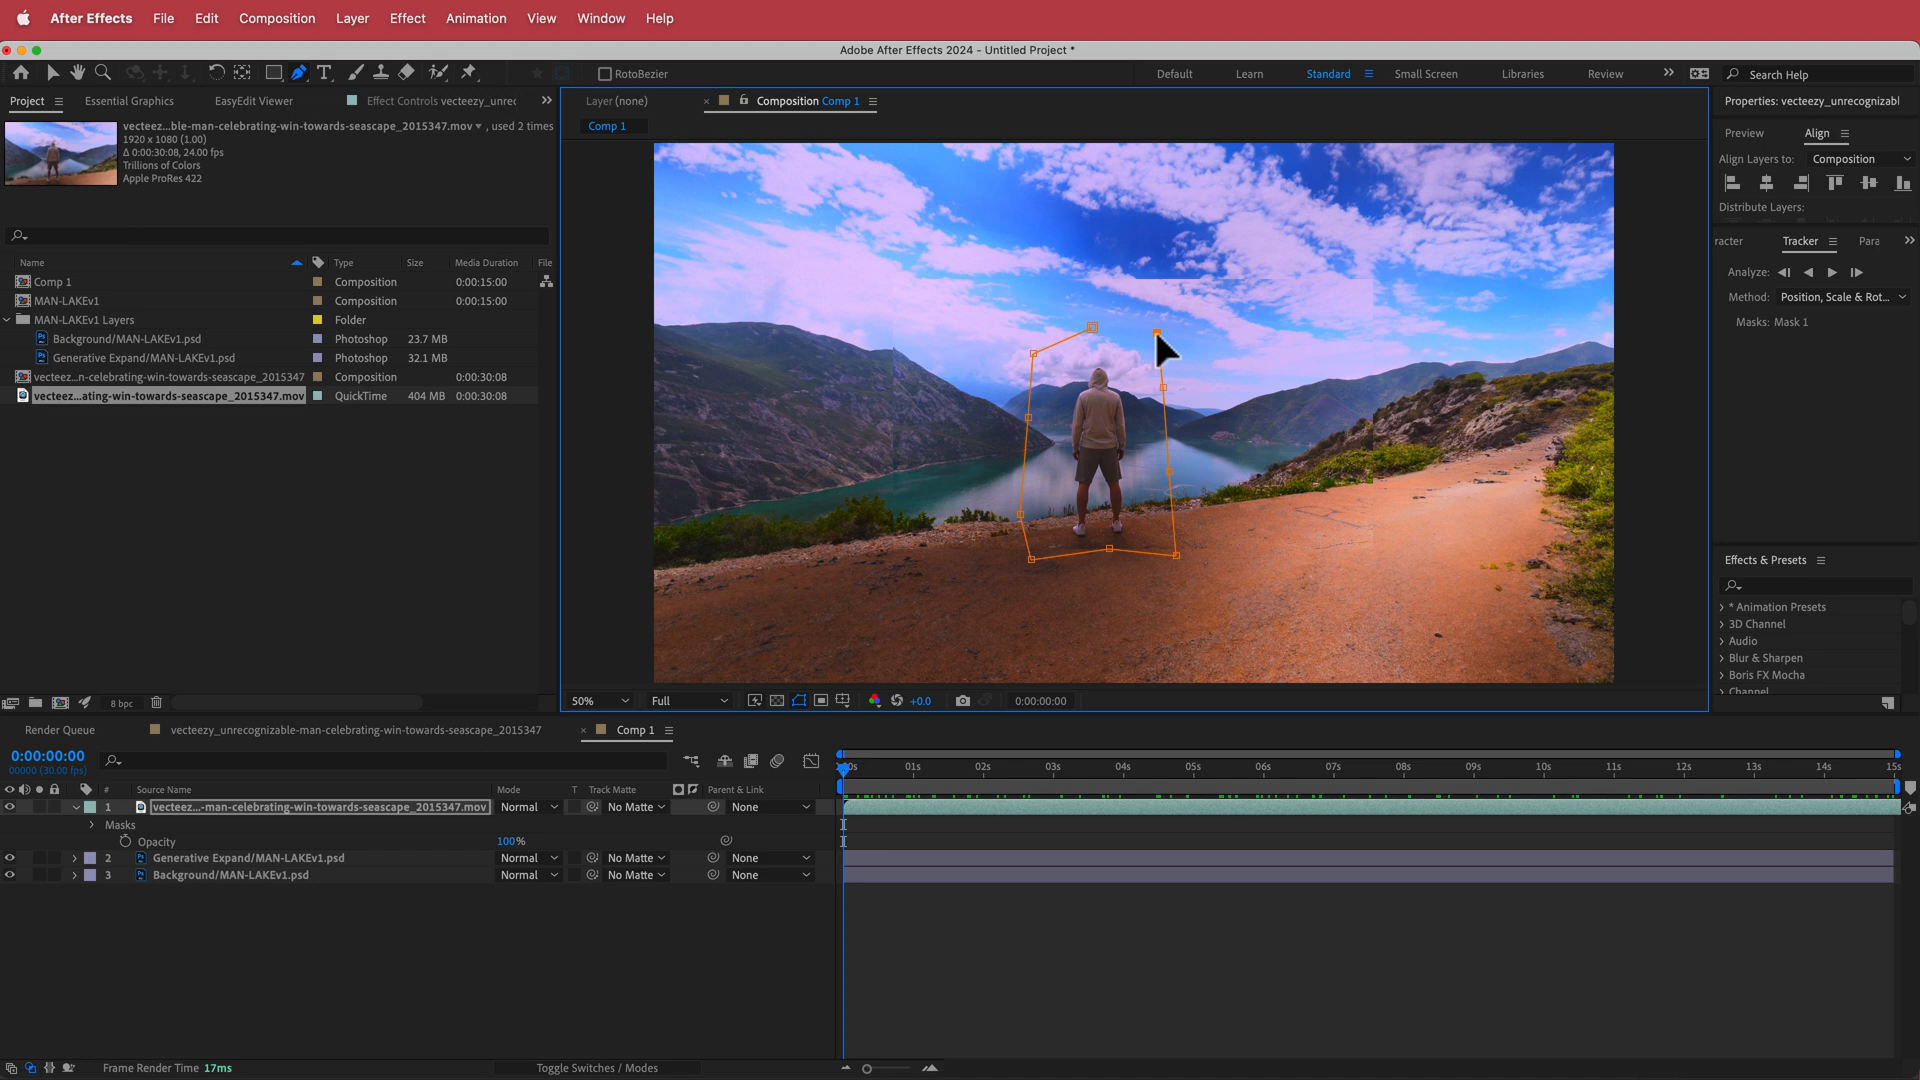 After Effects File Edit Composition Layer Effect Animation View Window Help
Adobe After Effects 2024 - Untitled Project *
RotoBezier Default Learn Standard Small Screen Libraries Review Search Help
Project Essential Graphics EasyEdit Viewer Effect Controls vecteezy_unrec
Layer (none) Composition Comp 1
Comp 1
Properties: vecteezy_unrecognizabl
vecteez...ble-man-celebrating-win-towards-seascape_2015347.mov , used 2 times
1920 x 1080 (1.00)
Δ 0:00:30:08, 24.00 fps
Trillions of Colors
Apple ProRes 422
Preview Align
Align Layers to: Composition
Distribute Layers:
racter Tracker Para
Analyze:
Method: Position, Scale & Rot...
Masks: Mask 1
Name Type Size Media Duration File
Comp 1 Composition 0:00:15:00
MAN-LAKEv1 Composition 0:00:15:00
MAN-LAKEv1 Layers Folder
Background/MAN-LAKEv1.psd Photoshop 23.7 MB
Generative Expand/MAN-LAKEv1.psd Photoshop 32.1 MB
vecteez...n-celebrating-win-towards-seascape_2015347 Composition 0:00:30:08
vecteez...ating-win-towards-seascape_2015347.mov QuickTime 404 MB 0:00:30:08
Effects & Presets
* Animation Presets
3D Channel
Audio
Blur & Sharpen
Boris FX Mocha
Channel
8 bpc
50% Full +0.0 0:00:00:00
Render Queue vecteezy_unrecognizable-man-celebrating-win-towards-seascape_2015347 Comp 1
0:00:00:00
00000 (30.00 fps)
:00s 01s 02s 03s 04s 05s 06s 07s 08s 09s 10s 11s 12s 13s 14s 15s
# Source Name Mode T Track Matte Parent & Link
1 vecteez...-man-celebrating-win-towards-seascape_2015347.mov Normal No Matte None
Masks
Opacity 100%
2 Generative Expand/MAN-LAKEv1.psd Normal No Matte None
3 Background/MAN-LAKEv1.psd Normal No Matte None
Frame Render Time 17ms Toggle Switches / Modes